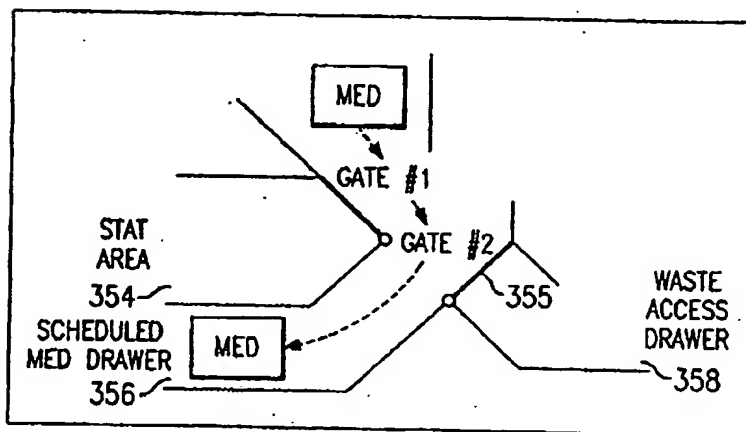 MED
GATE #1
STAT
AREA
GATE #2
354
355
WASTE
ACCESS
DRAWER
358
SCHEDULED
MED DRAWER
MED
356